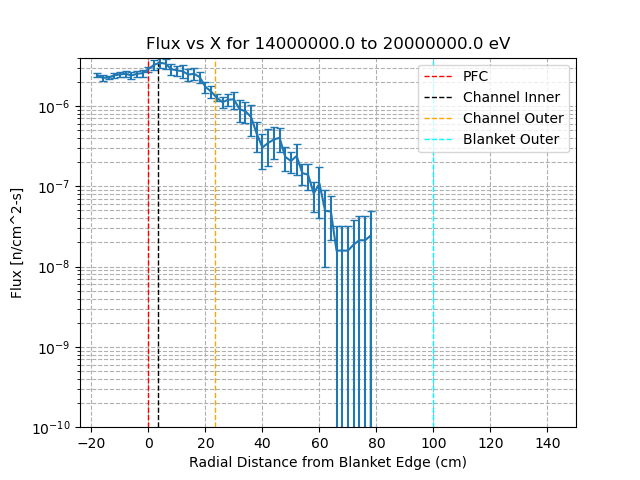 Flux vs X for 14000000.0 to 20000000.0 eV
PFC
Channel Inner
Channel Outer
Blanket Outer
Flux [n/cm^2-s]
10⁻⁶
10⁻⁷
10⁻⁸
10⁻⁹
10⁻¹⁰
−20 0 20 40 60 80 100 120 140
Radial Distance from Blanket Edge (cm)